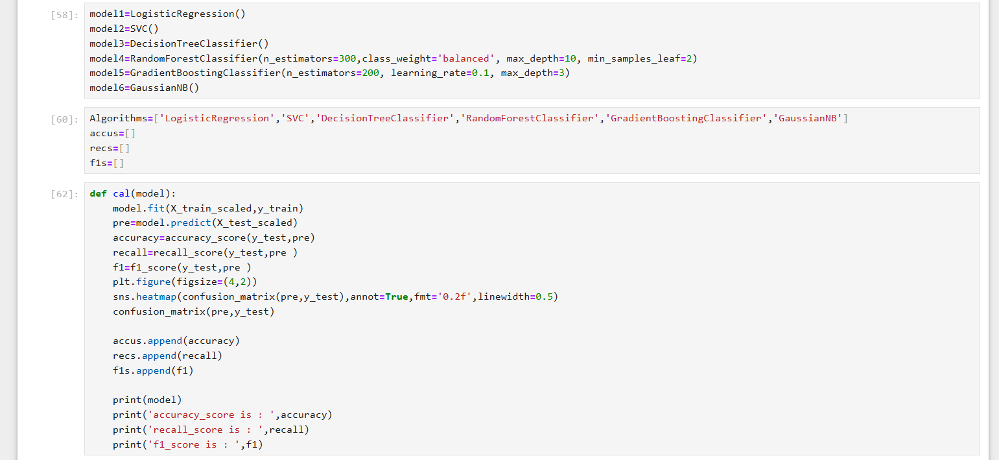 [58]: model1=LogisticRegression()
model2=SVC()
model3=DecisionTreeClassifier()
model4=RandomForestClassifier(n_estimators=300,class_weight='balanced', max_depth=10, min_samples_leaf=2)
model5=GradientBoostingClassifier(n_estimators=200, learning_rate=0.1, max_depth=3)
model6=GaussianNB()
[60]: Algorithms=['LogisticRegression','SVC','DecisionTreeClassifier','RandomForestClassifier','GradientBoostingClassifier','GaussianNB']
accus=[]
recs=[]
f1s=[]
[62]: def cal(model):
    model.fit(X_train_scaled,y_train)
    pre=model.predict(X_test_scaled)
    accuracy=accuracy_score(y_test,pre)
    recall=recall_score(y_test,pre )
    f1=f1_score(y_test,pre )
    plt.figure(figsize=(4,2))
    sns.heatmap(confusion_matrix(pre,y_test),annot=True,fmt='0.2f',linewidth=0.5)
    confusion_matrix(pre,y_test)

    accus.append(accuracy)
    recs.append(recall)
    f1s.append(f1)

    print(model)
    print('accuracy_score is : ',accuracy)
    print('recall_score is : ',recall)
    print('f1_score is : ',f1)